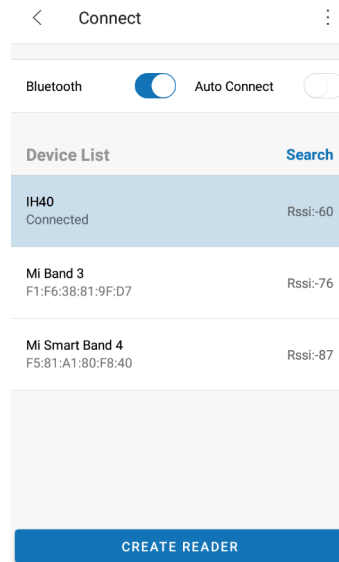 Connect
Bluetooth Auto Connect
Device List Search
IH40
Connected Rssi:-60
Mi Band 3
F1:F6:38:81:9F:D7 Rssi:-76
Mi Smart Band 4
F5:81:A1:80:F8:40 Rssi:-87
CREATE READER